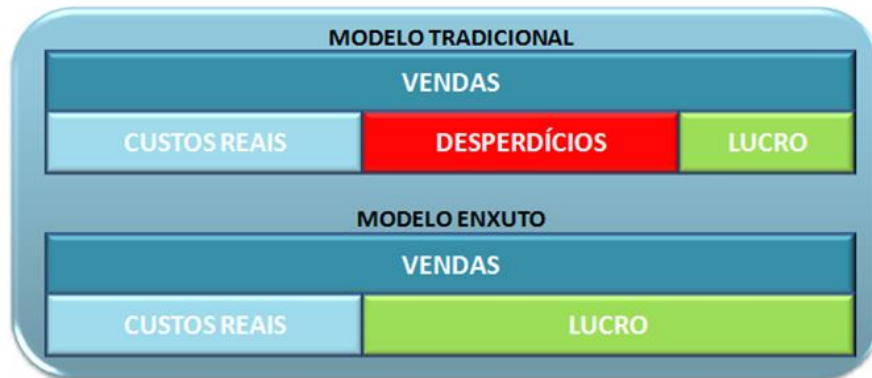 MODELO TRADICIONAL
VENDAS
CUSTOS REAIS DESPERDÍCIOS LUCRO
MODELO ENXUTO
VENDAS
CUSTOS REAIS LUCRO